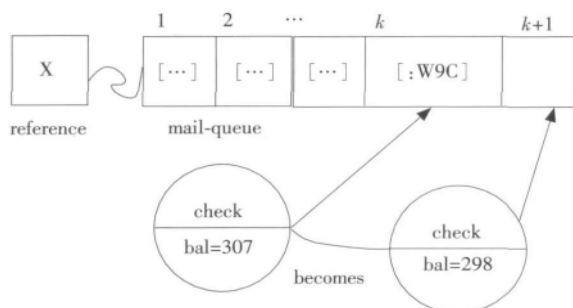 1 2 … k k+1
X […] […] […] [:W9C]
reference mail-queue
check
bal=307
check
bal=298
becomes